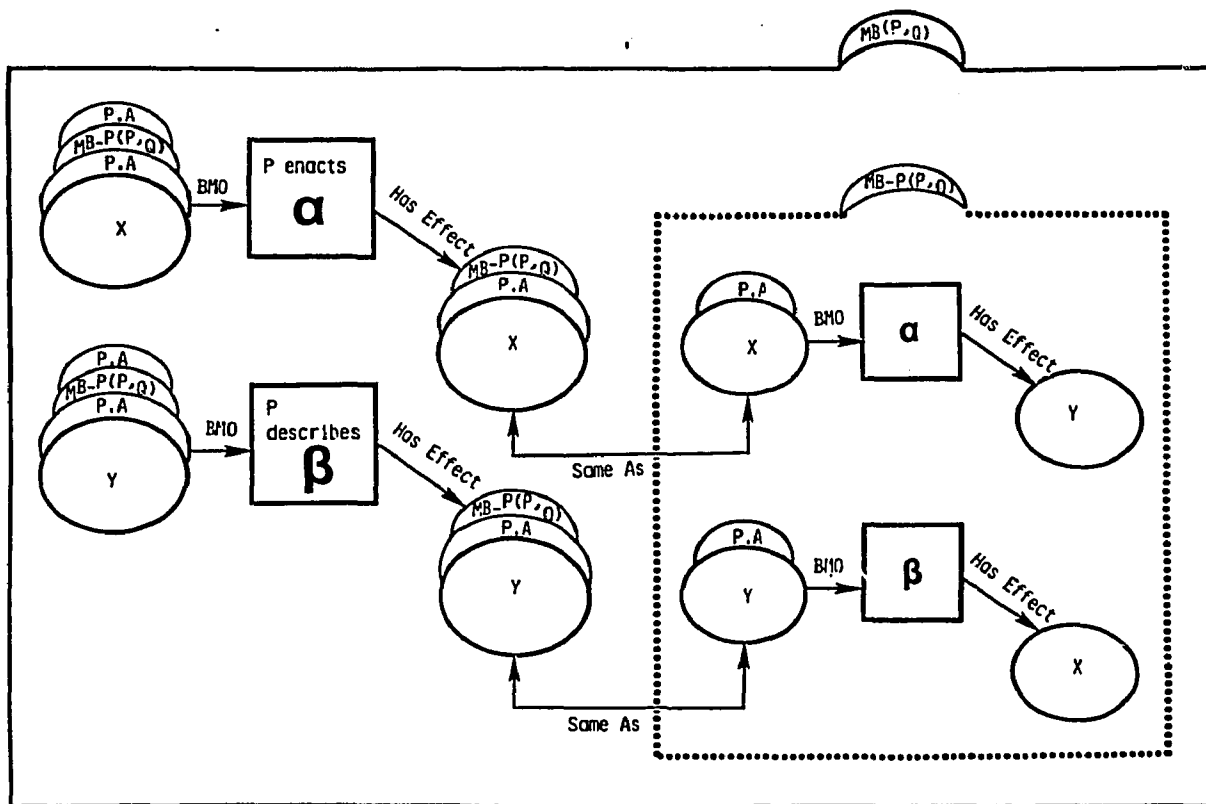 MB(P,Q)
P.A
MB-P(P,Q)
P.A
X
BMO
P enacts
α
Has Effect
MB-P(P,Q)
P.A
X
MB-P(P,Q)
P.A
X
BMO
α
Has Effect
Y
Same As
P.A
MB-P(P,Q)
P.A
Y
BMO
P
describes
β
Has Effect
MB-P(P,Q)
P.A
Y
P.A
Y
BMO
β
Has Effect
X
Same As